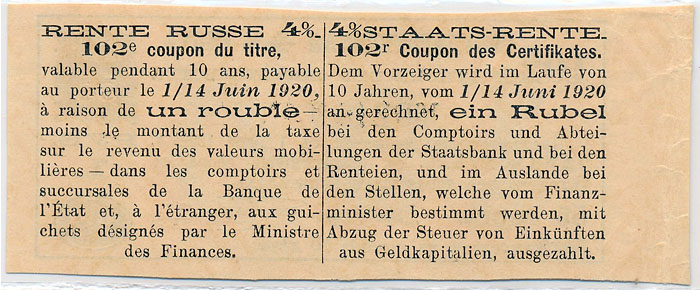 RENTE RUSSE 4%.
102e coupon du titre,
valable pendant 10 ans, payable
au porteur le 1/14 Juin 1920,
à raison de un rouble—
moins le montant de la taxe
sur le revenu des valeurs mobi-
lières — dans les comptoirs et
succursales de la Banque de
l'État et, à l'étranger, aux gui-
chets désignés par le Ministre
des Finances.
4% STAATS-RENTE.
102r Coupon des Certifikates.
Dem Vorzeiger wird im Laufe von
10 Jahren, vom 1/14 Juni 1920
an gerechnet, ein Rubel
bei den Comptoirs und Abtei-
lungen der Staatsbank und bei den
Renteien, und im Auslande bei
den Stellen, welche vom Finanz-
minister bestimmt werden, mit
Abzug der Steuer von Einkünften
aus Geldkapitalien, ausgezahlt.